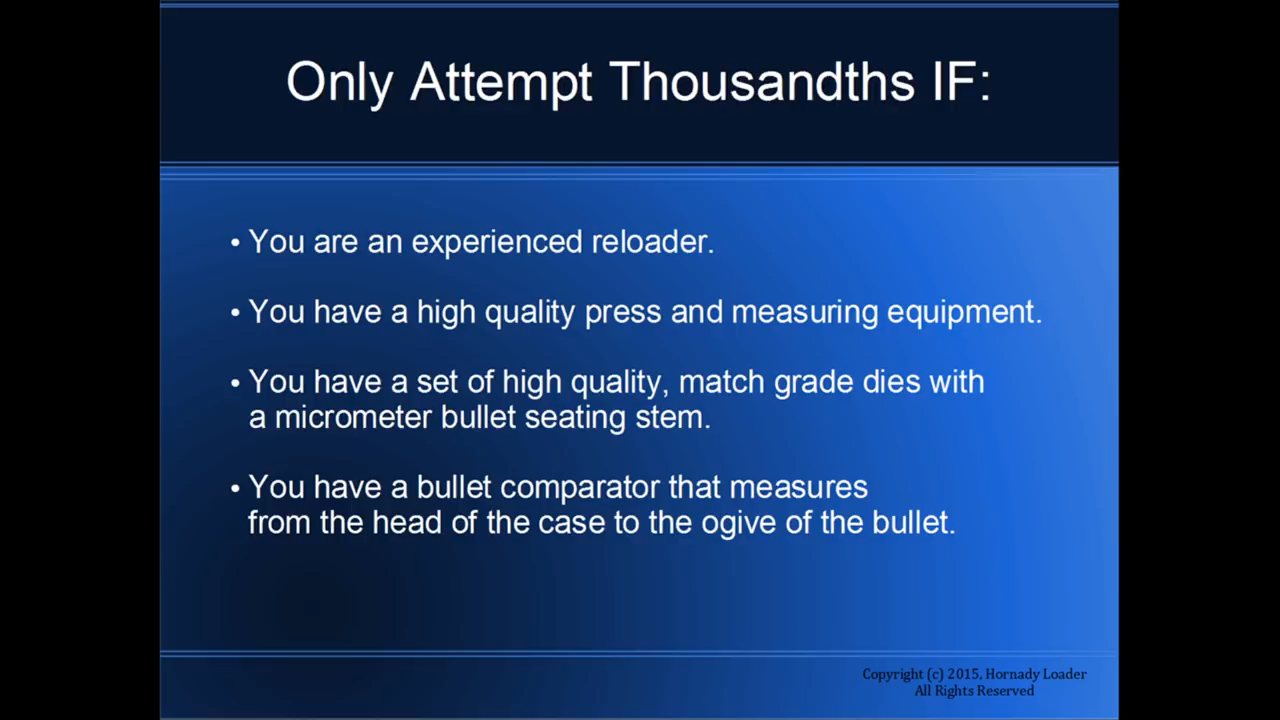 Only Attempt Thousandths IF:
• You are an experienced reloader.
• You have a high quality press and measuring equipment.
• You have a set of high quality, match grade dies with
a micrometer bullet seating stem.
• You have a bullet comparator that measures
from the head of the case to the ogive of the bullet.
Copyright (c) 2015, Hornady Loader
All Rights Reserved